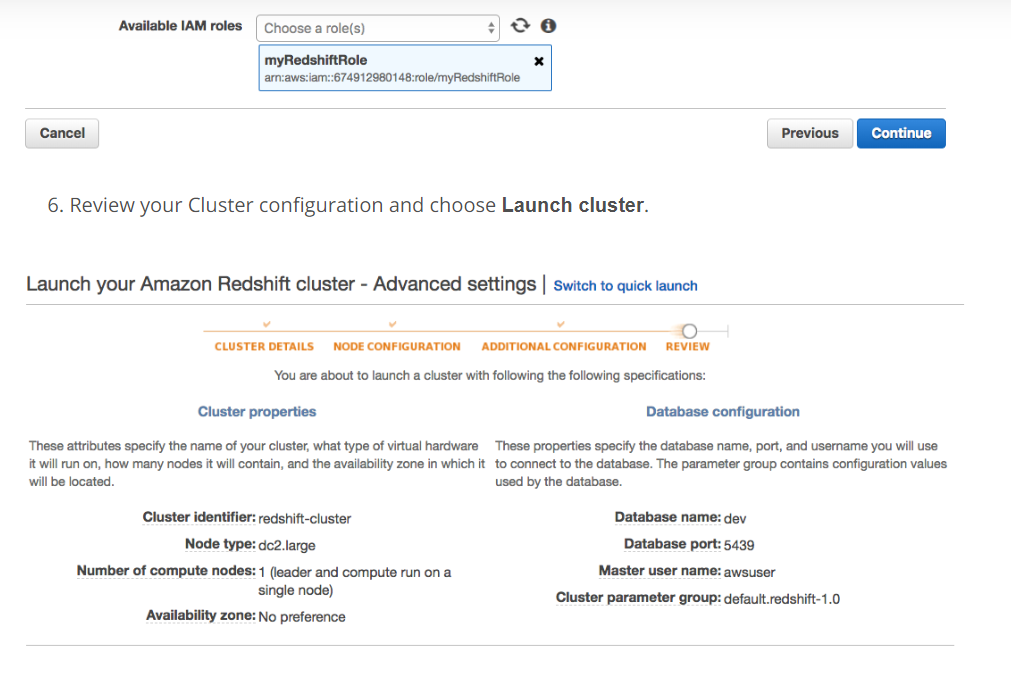 Available IAM roles Choose a role(s)
myRedshiftRole
arn:aws:iam::674912980148:role/myRedshiftRole
Cancel Previous Continue
6. Review your Cluster configuration and choose Launch cluster.
Launch your Amazon Redshift cluster - Advanced settings | Switch to quick launch
CLUSTER DETAILS NODE CONFIGURATION ADDITIONAL CONFIGURATION REVIEW
You are about to launch a cluster with following the following specifications:
Cluster properties
These attributes specify the name of your cluster, what type of virtual hardware
it will run on, how many nodes it will contain, and the availability zone in which it
will be located.
Cluster identifier: redshift-cluster
Node type: dc2.large
Number of compute nodes: 1 (leader and compute run on a
single node)
Availability zone: No preference
Database configuration
These properties specify the database name, port, and username you will use
to connect to the database. The parameter group contains configuration values
used by the database.
Database name: dev
Database port: 5439
Master user name: awsuser
Cluster parameter group: default.redshift-1.0